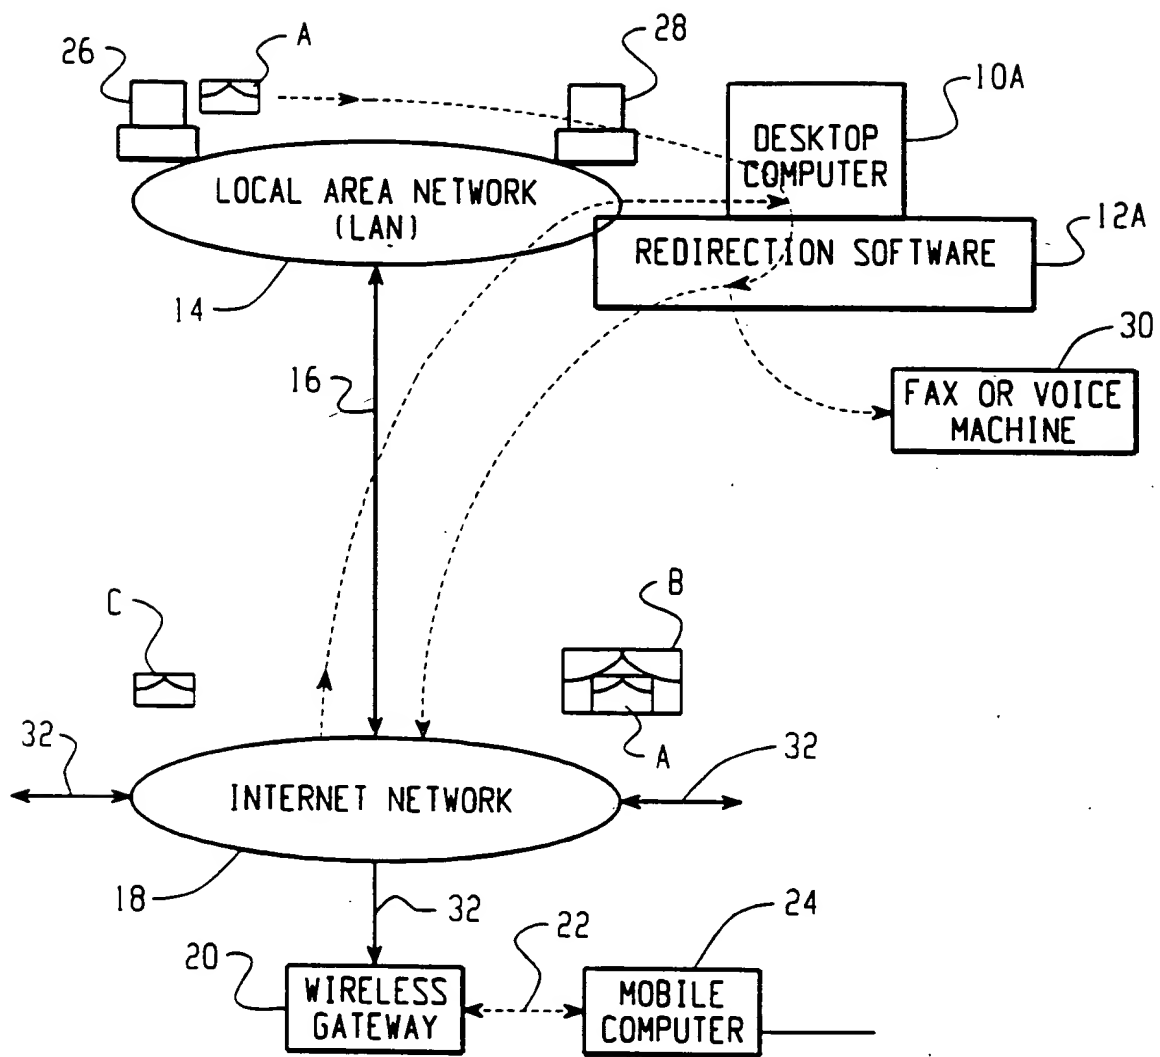 26
A
28
10A
DESKTOP
COMPUTER
LOCAL AREA NETWORK
(LAN)
12A
REDIRECTION SOFTWARE
14
30
16
FAX OR VOICE
MACHINE
C
B
A
32
32
INTERNET NETWORK
18
32
22
24
20
WIRELESS
GATEWAY
MOBILE
COMPUTER